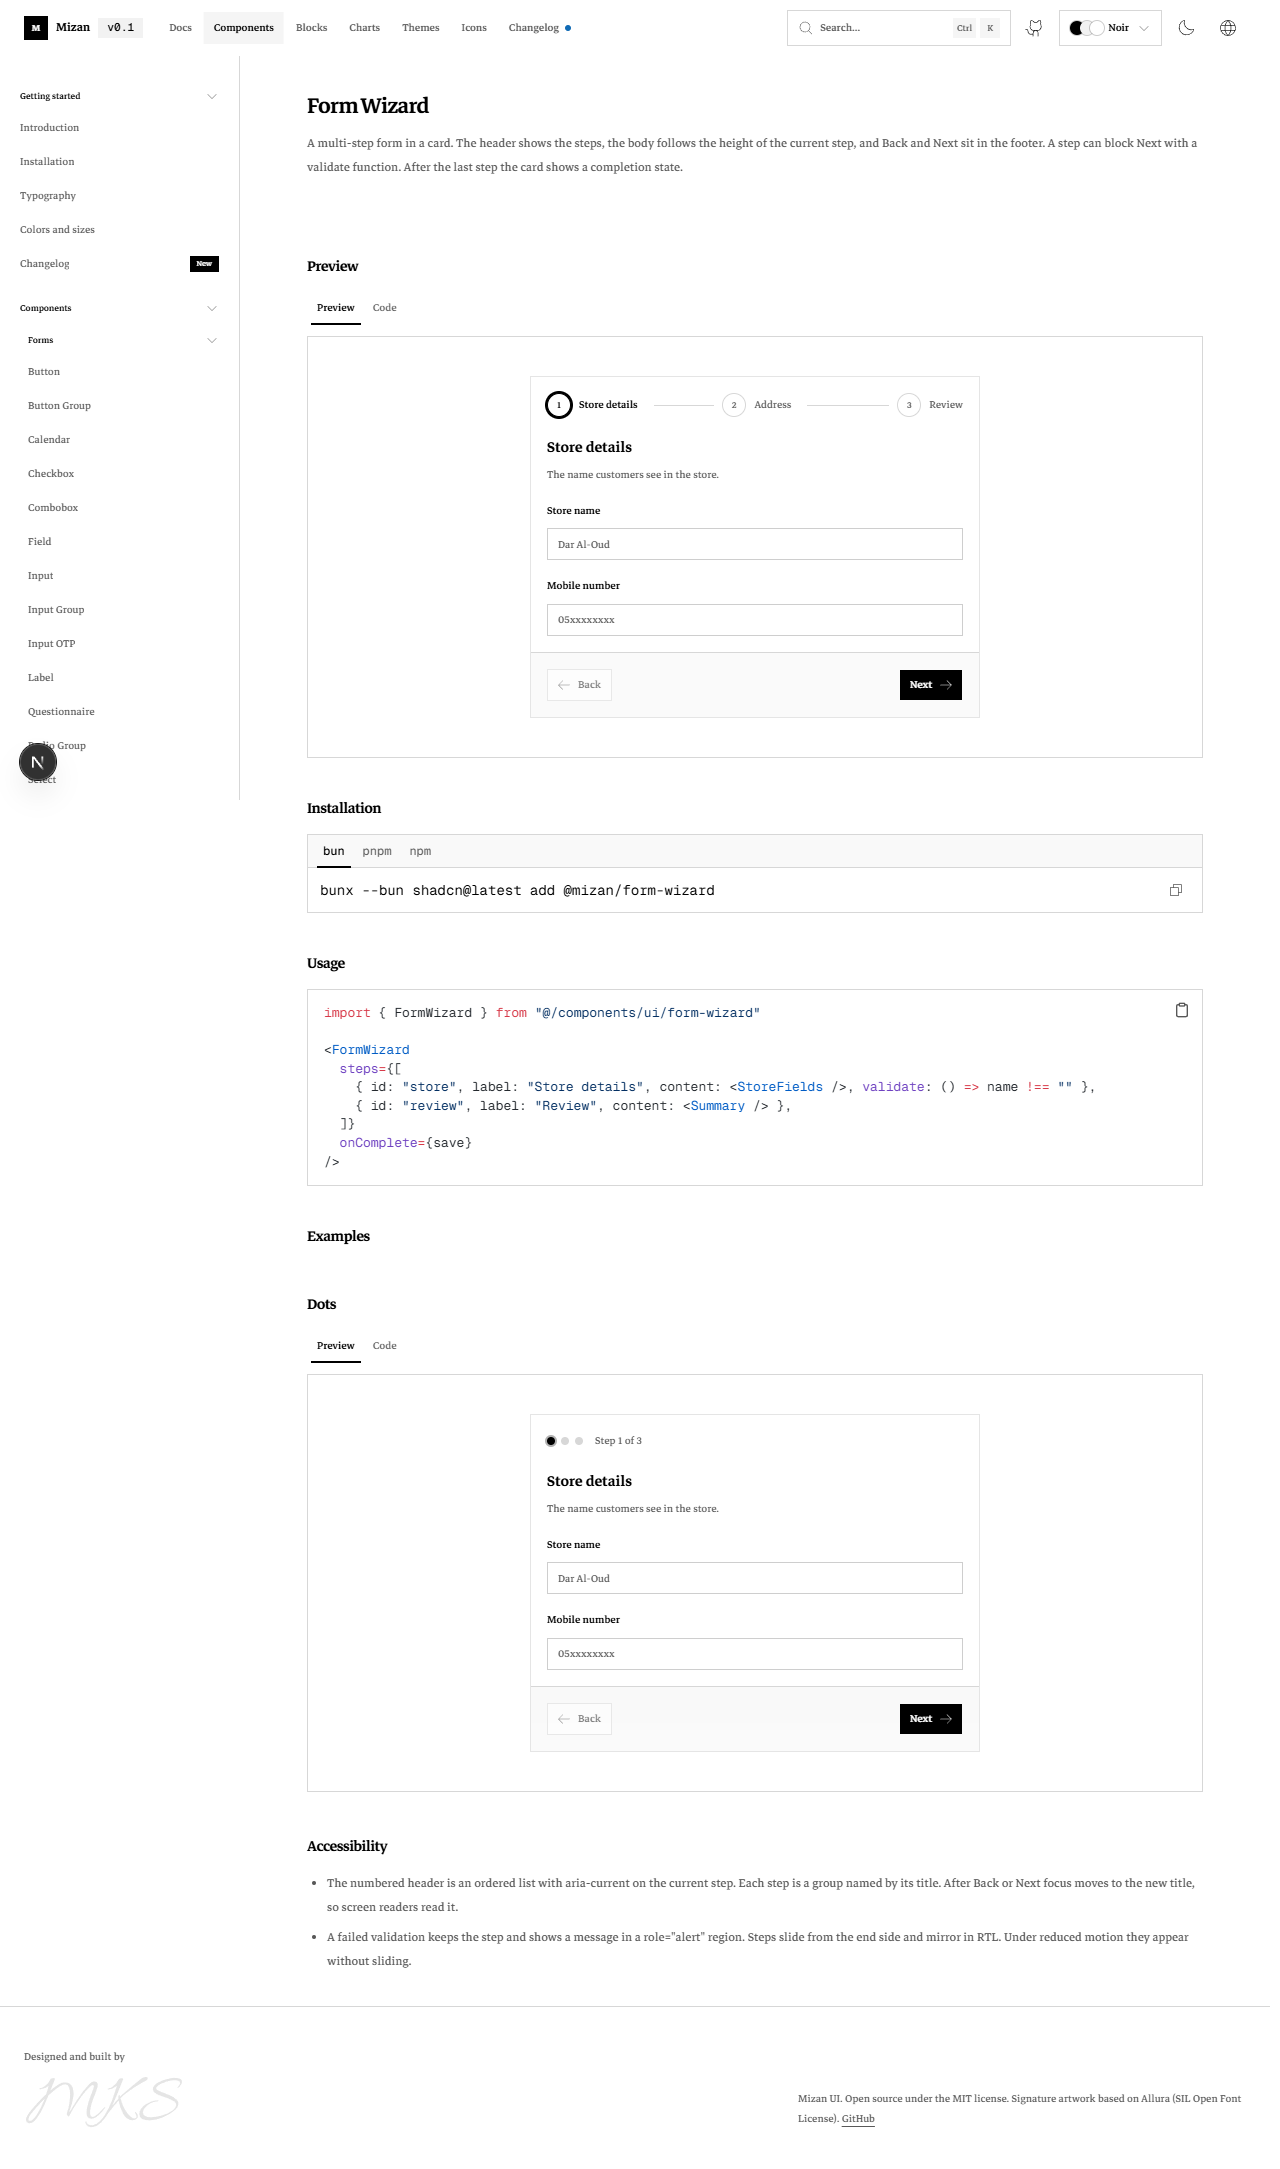 M Mizan v0.1 Docs Components Blocks Charts Themes Icons Changelog Search... Ctrl K Noir
Getting started
Introduction
Installation
Typography
Colors and sizes
Changelog New
Components
Forms
Button
Button Group
Calendar
Checkbox
Combobox
Field
Input
Input Group
Input OTP
Label
Questionnaire
Group
N
Form Wizard
A multi-step form in a card. The header shows the steps, the body follows the height of the current step, and Back and Next sit in the footer. A step can block Next with a
validate function. After the last step the card shows a completion state.
Preview
Preview Code
1 Store details 2 Address 3 Review
Store details
The name customers see in the store.
Store name
Dar Al-Oud
Mobile number
05xxxxxxxx
Back Next
Installation
bun pnpm npm
bunx --bun shadcn@latest add @mizan/form-wizard
Usage
import { FormWizard } from "@/components/ui/form-wizard"
<FormWizard
steps={[
{ id: "store", label: "Store details", content: <StoreFields />, validate: () => name !== "" },
{ id: "review", label: "Review", content: <Summary /> },
]}
onComplete={save}
/>
Examples
Dots
Preview Code
Step 1 of 3
Store details
The name customers see in the store.
Store name
Dar Al-Oud
Mobile number
05xxxxxxxx
Back Next
Accessibility
• The numbered header is an ordered list with aria-current on the current step. Each step is a group named by its title. After Back or Next focus moves to the new title,
so screen readers read it.
• A failed validation keeps the step and shows a message in a role="alert" region. Steps slide from the end side and mirror in RTL. Under reduced motion they appear
without sliding.
Designed and built by
MKS
Mizan UI. Open source under the MIT license. Signature artwork based on Allura (SIL Open Font
License). GitHub